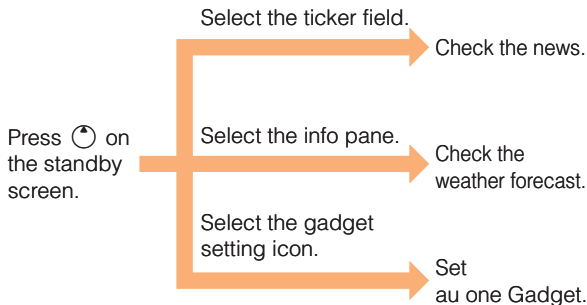 Select the ticker field.
Check the news.
Press on
the standby
screen.
Select the info pane.
Check the
weather forecast.
Select the gadget
setting icon.
Set
au one Gadget.